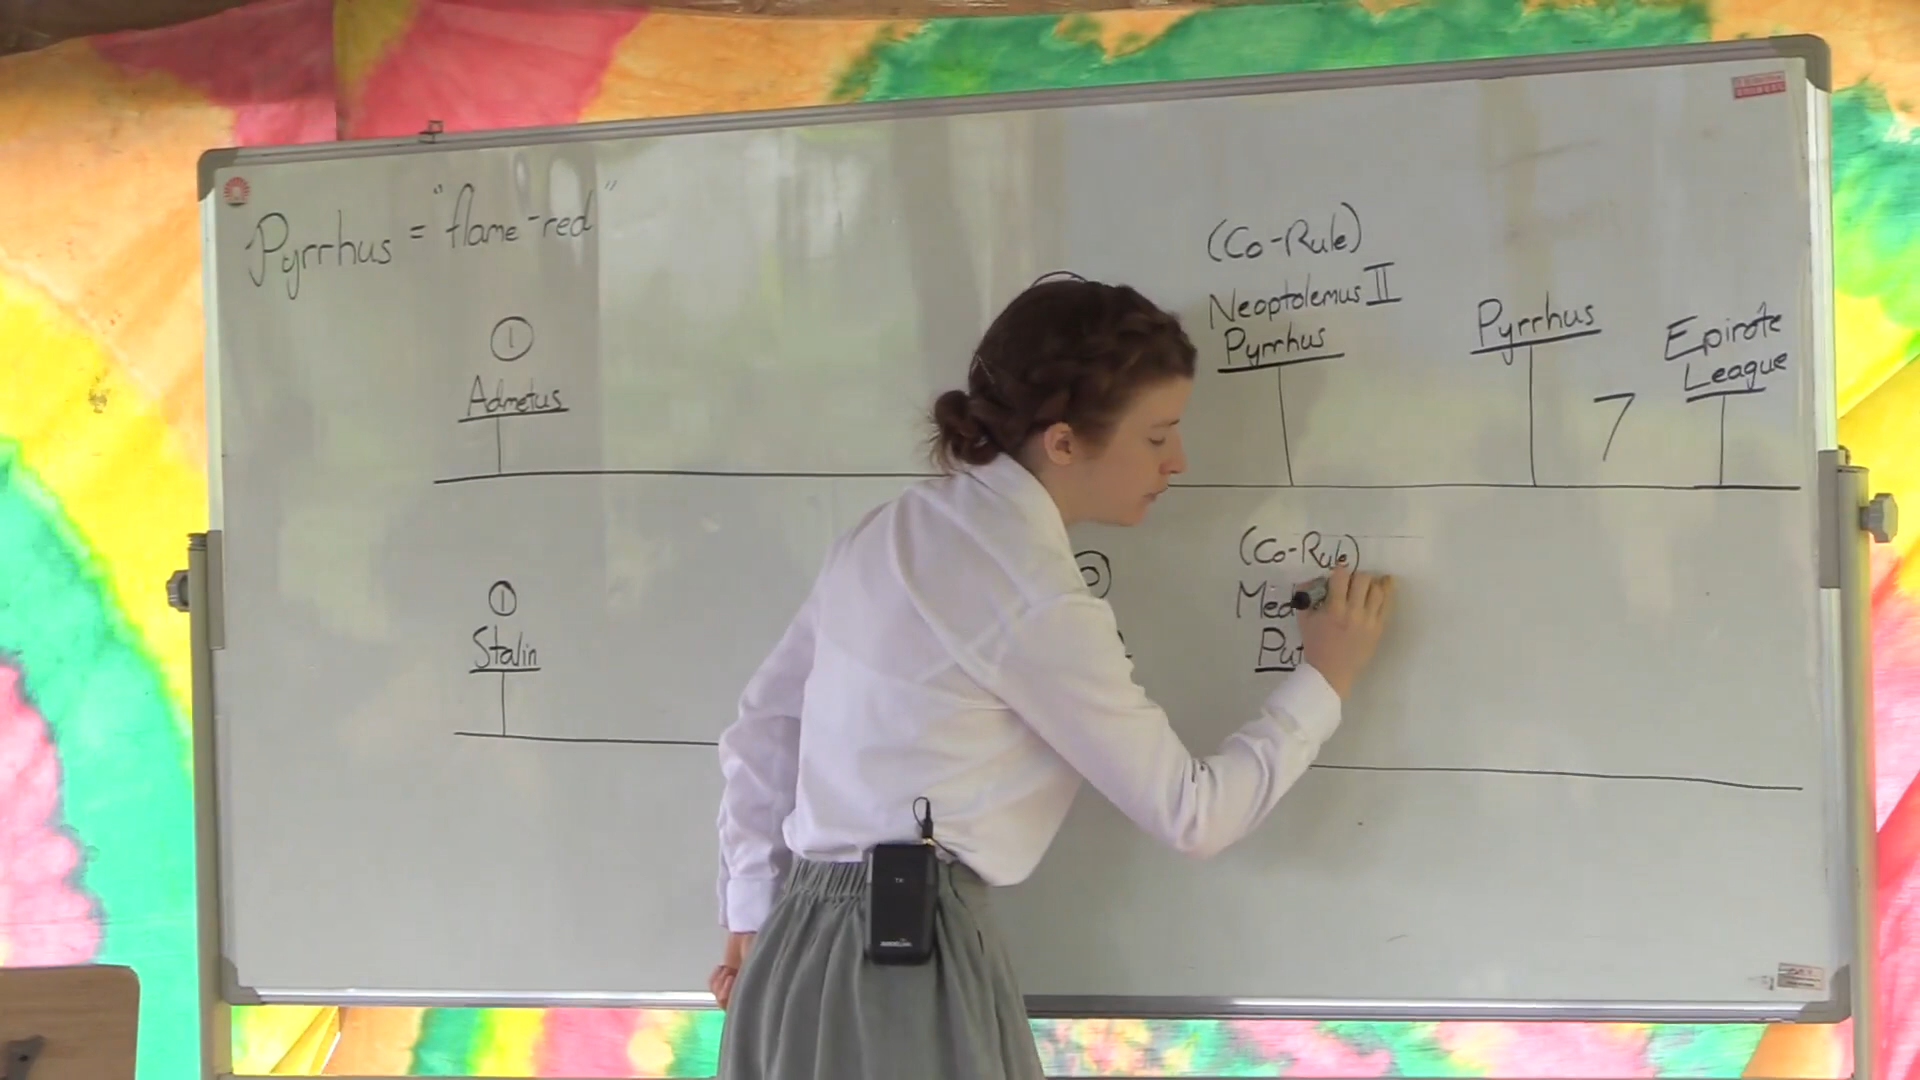 Pyrrhus = "flame-red"
①
Admetus
(Co-Rule)
Neoptolemus II
Pyrrhus
Pyrrhus
7
Epirote
League
①
Stalin
(Co-Rule)